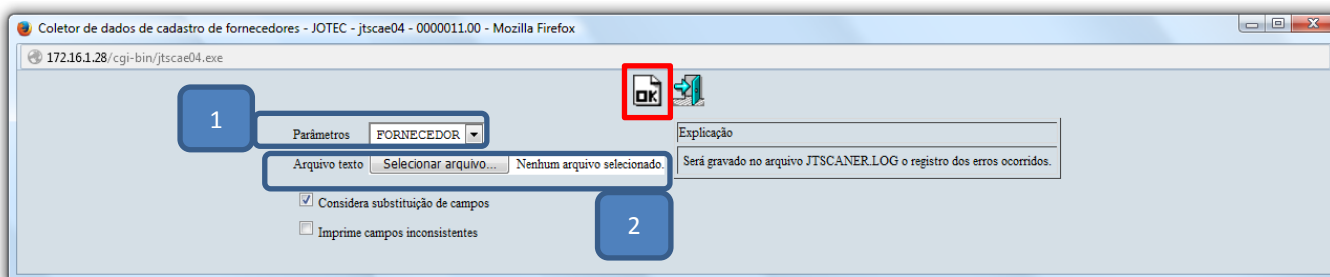 Coletor de dados de cadastro de fornecedores - JOTEC - jtscae04 - 0000011.00 - Mozilla Firefox
172.16.1.28/cgi-bin/jtscae04.exe
OK
1
Parâmetros FORNECEDOR
Explicação
Arquivo texto Selecionar arquivo... Nenhum arquivo selecionado.
Será gravado no arquivo JTSCANER.LOG o registro dos erros ocorridos.
Considera substituição de campos
2
Imprime campos inconsistentes